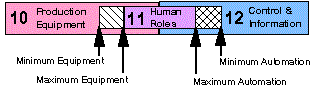 10 Production Equipment
11 Human Roles
12 Control & Information
Minimum Equipment
Maximum Equipment
Minimum Automation
Maximum Automation